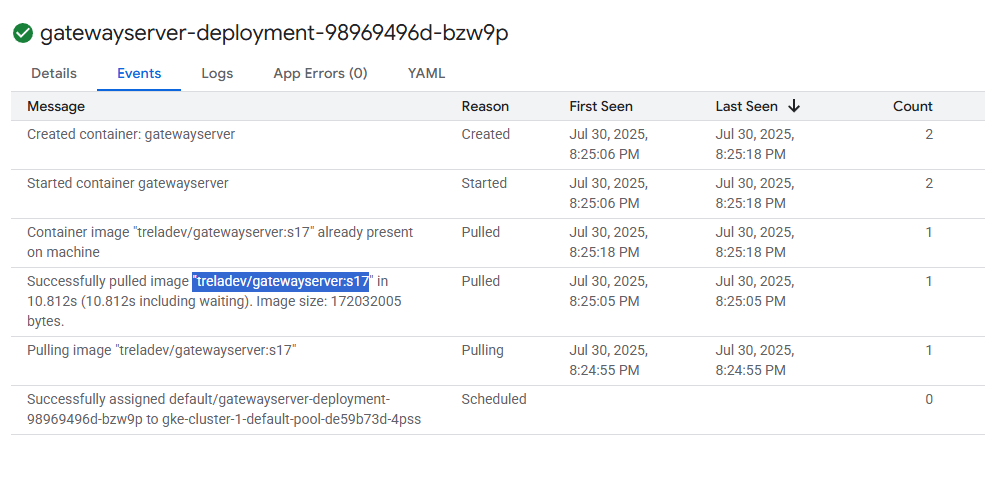 gatewayserver-deployment-98969496d-bzw9p
Details Events Logs App Errors (0) YAML
Message Reason First Seen Last Seen Count
Created container: gatewayserver Created Jul 30, 2025, Jul 30, 2025, 2
8:25:06 PM 8:25:18 PM
Started container gatewayserver Started Jul 30, 2025, Jul 30, 2025, 2
8:25:06 PM 8:25:18 PM
Container image "treladev/gatewayserver:s17" already present Pulled Jul 30, 2025, Jul 30, 2025, 1
on machine 8:25:18 PM 8:25:18 PM
Successfully pulled image "treladev/gatewayserver:s17" in Pulled Jul 30, 2025, Jul 30, 2025, 1
10.812s (10.812s including waiting). Image size: 172032005 8:25:05 PM 8:25:05 PM
bytes.
Pulling image "treladev/gatewayserver:s17" Pulling Jul 30, 2025, Jul 30, 2025, 1
8:24:55 PM 8:24:55 PM
Successfully assigned default/gatewayserver-deployment- Scheduled 0
98969496d-bzw9p to gke-cluster-1-default-pool-de59b73d-4pss